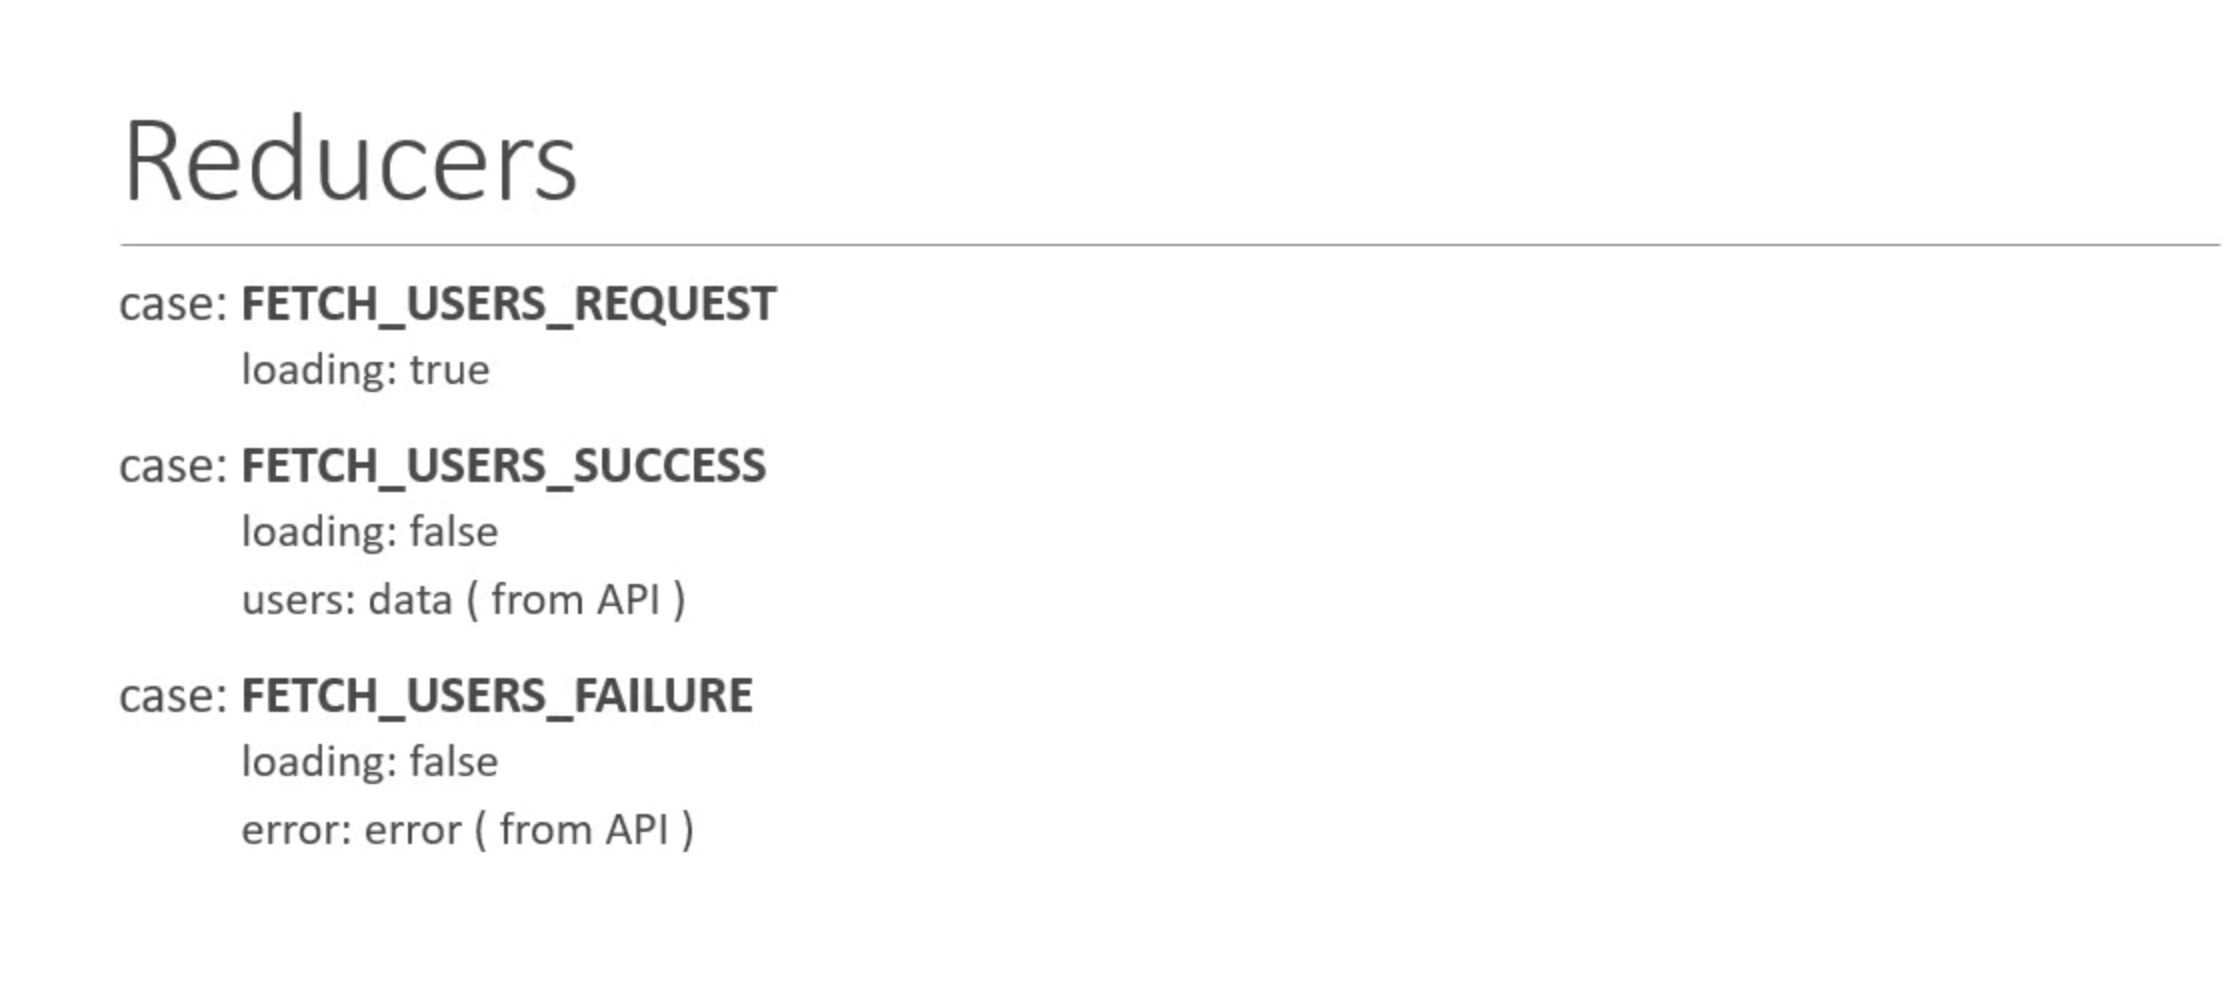 Reducers
case: FETCH_USERS_REQUEST
loading: true
case: FETCH_USERS_SUCCESS
loading: false
users: data ( from API )
case: FETCH_USERS_FAILURE
loading: false
error: error ( from API )